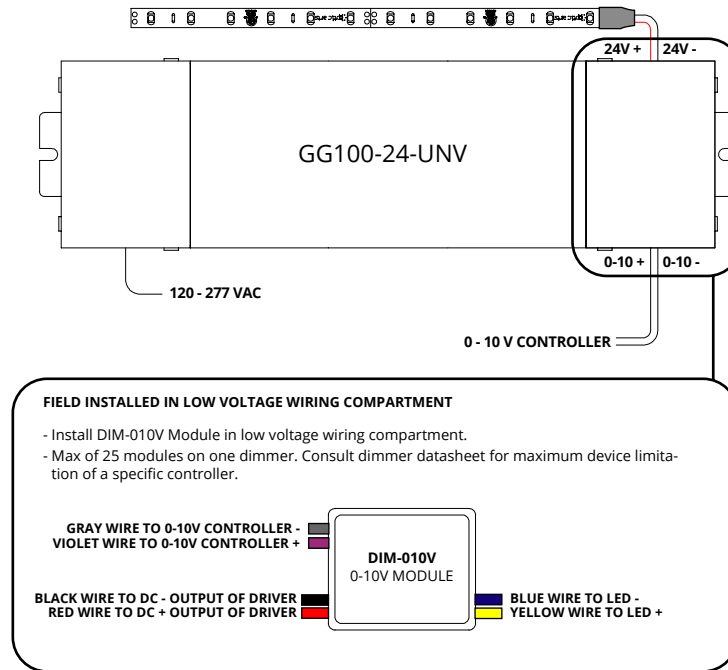 24V + 24V -
GG100-24-UNV
0-10 + 0-10 -
120 - 277 VAC
0 - 10 V CONTROLLER
FIELD INSTALLED IN LOW VOLTAGE WIRING COMPARTMENT
- Install DIM-010V Module in low voltage wiring compartment.
- Max of 25 modules on one dimmer. Consult dimmer datasheet for maximum device limita-
tion of a specific controller.
GRAY WIRE TO 0-10V CONTROLLER -
VIOLET WIRE TO 0-10V CONTROLLER +
DIM-010V
0-10V MODULE
BLACK WIRE TO DC - OUTPUT OF DRIVER
RED WIRE TO DC + OUTPUT OF DRIVER
BLUE WIRE TO LED -
YELLOW WIRE TO LED +